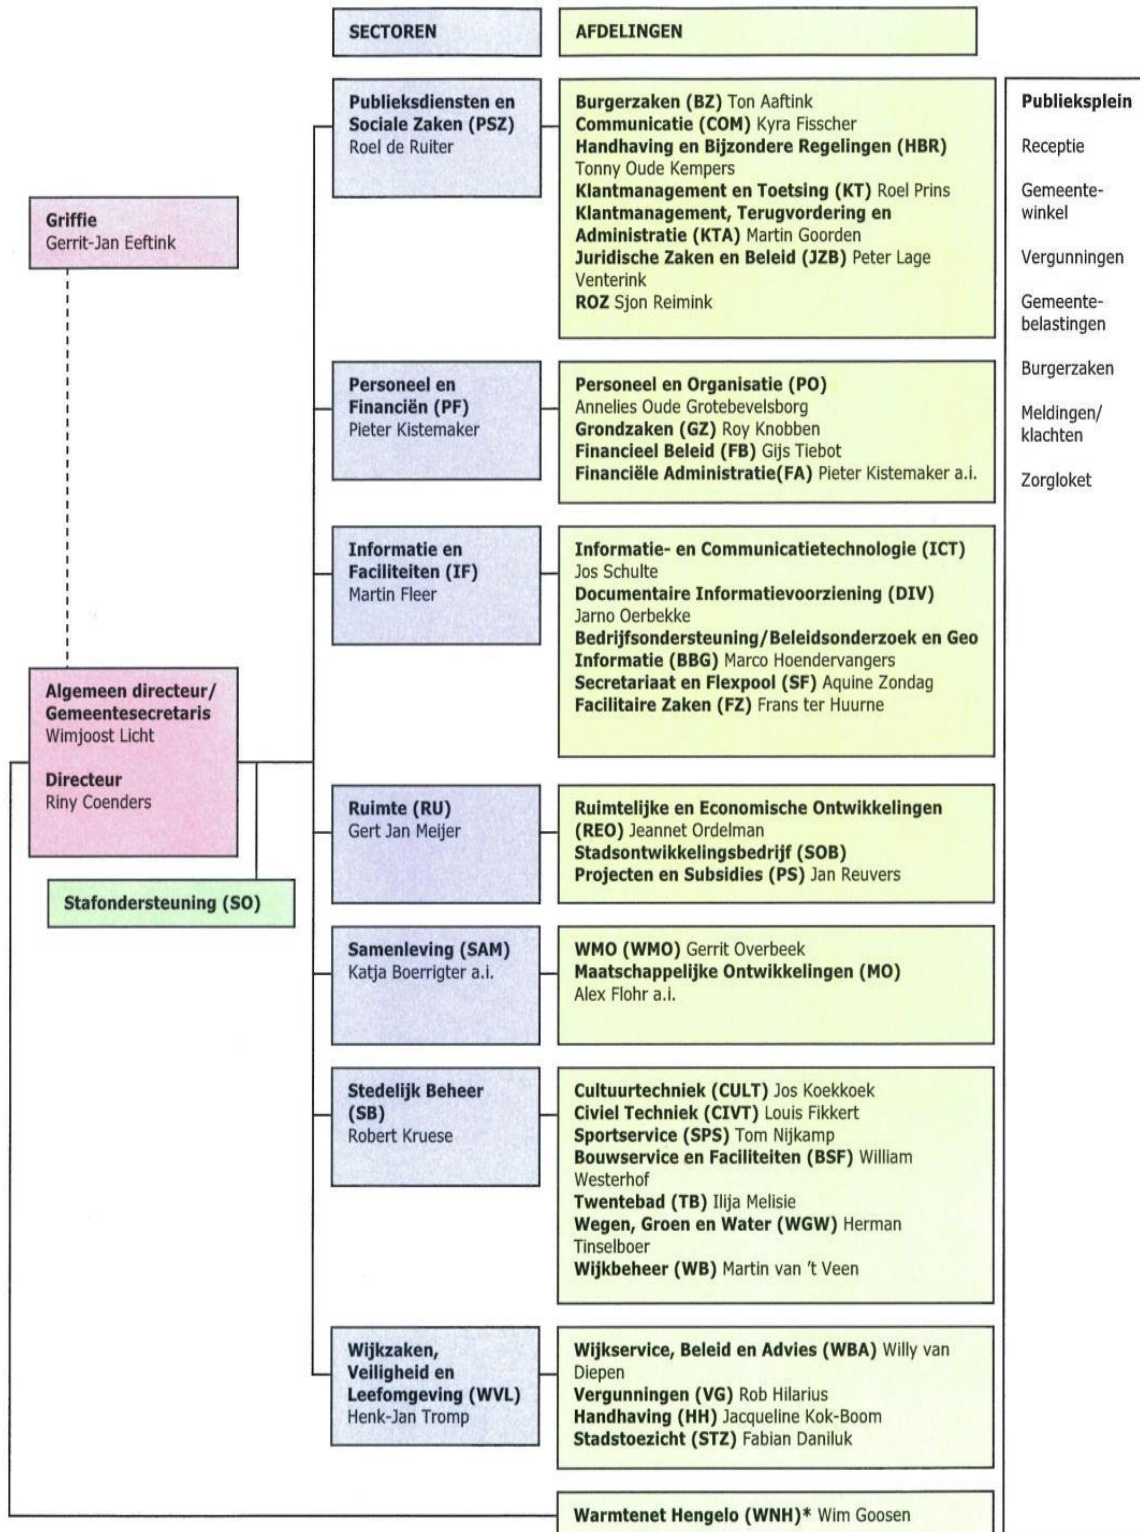 SECTOREN
AFDELINGEN
Publieksdiensten en
Sociale Zaken (PSZ)
Roel de Ruiter
Burgerzaken (BZ) Ton Aaftink
Communicatie (COM) Kyra Fisscher
Handhaving en Bijzondere Regelingen (HBR)
Tonny Oude Kempers
Klantmanagement en Toetsing (KT) Roel Prins
Klantmanagement, Terugvordering en
Administratie (KTA) Martin Goorden
Juridische Zaken en Beleid (JZB) Peter Lage
Venterink
ROZ Sjon Reimink
Publieksplein
Receptie
Gemeente-
winkel
Vergunningen
Gemeente-
belastingen
Burgerzaken
Meldingen/
klachten
Zorgloket
Griffie
Gerrit-Jan Eeftink
Personeel en
Financiën (PF)
Pieter Kistemaker
Personeel en Organisatie (PO)
Annelies Oude Grotebevelsborg
Grondzaken (GZ) Roy Knobben
Financieel Beleid (FB) Gijs Tiebot
Financiële Administratie(FA) Pieter Kistemaker a.i.
Informatie en
Faciliteiten (IF)
Martin Fleer
Informatie- en Communicatietechnologie (ICT)
Jos Schulte
Documentaire Informatievoorziening (DIV)
Jarno Oerbekke
Bedrijfsondersteuning/Beleidsonderzoek en Geo
Informatie (BBG) Marco Hoendervangers
Secretariaat en Flexpool (SF) Aquine Zondag
Facilitaire Zaken (FZ) Frans ter Huurne
Algemeen directeur/
Gemeentesecretaris
Wimjoost Licht
Directeur
Riny Coenders
Stafondersteuning (SO)
Ruimte (RU)
Gert Jan Meijer
Ruimtelijke en Economische Ontwikkelingen
(REO) Jeannet Ordelman
Stadsontwikkelingsbedrijf (SOB)
Projecten en Subsidies (PS) Jan Reuvers
Samenleving (SAM)
Katja Boerrigter a.i.
WMO (WMO) Gerrit Overbeek
Maatschappelijke Ontwikkelingen (MO)
Alex Flohr a.i.
Stedelijk Beheer
(SB)
Robert Kruese
Cultuurtechniek (CULT) Jos Koekkoek
Civiel Techniek (CIVT) Louis Fikkert
Sportservice (SPS) Tom Nijkamp
Bouwservice en Faciliteiten (BSF) William
Westerhof
Twentebad (TB) Ilija Melisie
Wegen, Groen en Water (WGW) Herman
Tinselboer
Wijkbeheer (WB) Martin van 't Veen
Wijkzaken,
Veiligheid en
Leefomgeving (WVL)
Henk-Jan Tromp
Wijkservice, Beleid en Advies (WBA) Willy van
Diepen
Vergunningen (VG) Rob Hilarius
Handhaving (HH) Jacqueline Kok-Boom
Stadstoezicht (STZ) Fabian Daniluk
Warmtenet Hengelo (WNH)* Wim Goosen